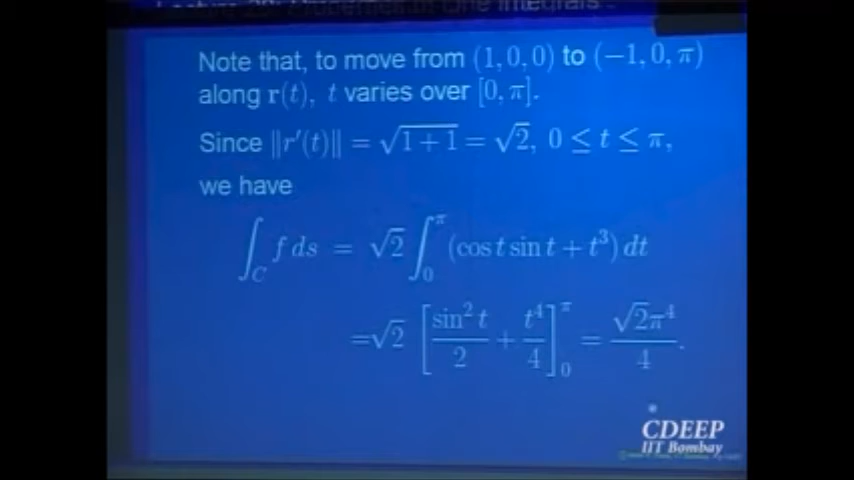 Note that, to move from (1, 0, 0) to (−1, 0, π)
along r(t), t varies over [0, π].
Since ‖r′(t)‖ = √1+1 = √2, 0 ≤ t ≤ π,
we have
∫_C f ds = √2 ∫_0^π (cos t sin t + t³) dt
=√2 [sin² t / 2 + t⁴ / 4]_0^π = √2π⁴ / 4.
CDEEP
IIT Bombay